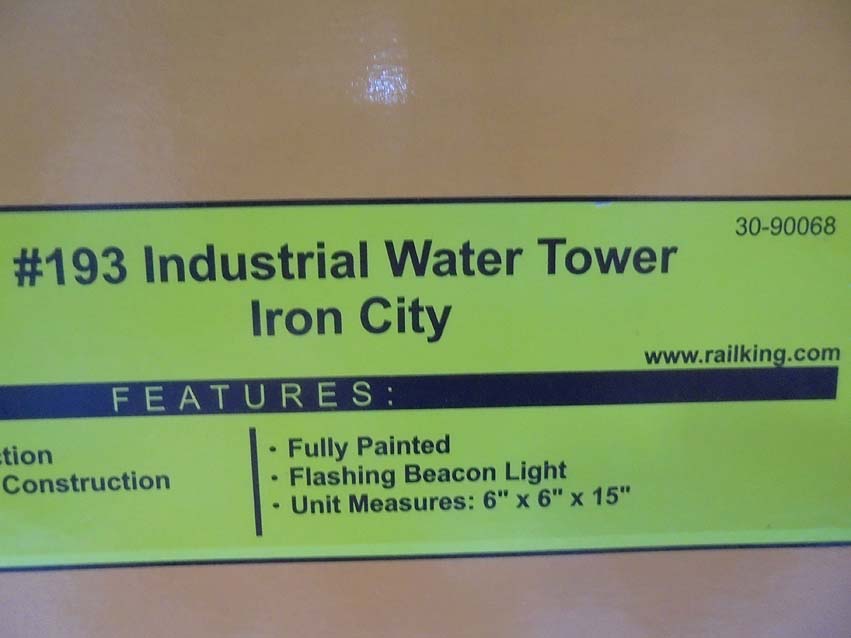 30-90068
#193 Industrial Water Tower
Iron City
www.railking.com
FEATURES:
Construction
· Fully Painted
· Flashing Beacon Light
· Unit Measures: 6" x 6" x 15"